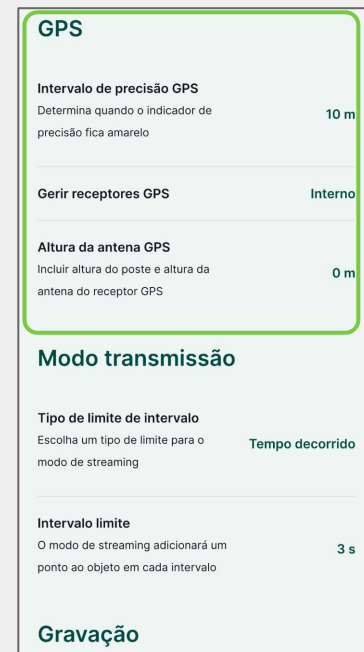 GPS
Intervalo de precisão GPS
Determina quando o indicador de
precisão fica amarelo
10 m
Gerir receptores GPS
Interno
Altura da antena GPS
Incluir altura do poste e altura da
antena do receptor GPS
0 m
Modo transmissão
Tipo de limite de intervalo
Escolha um tipo de limite para o
modo de streaming
Tempo decorrido
Intervalo limite
O modo de streaming adicionará um
ponto ao objeto em cada intervalo
3 s
Gravação